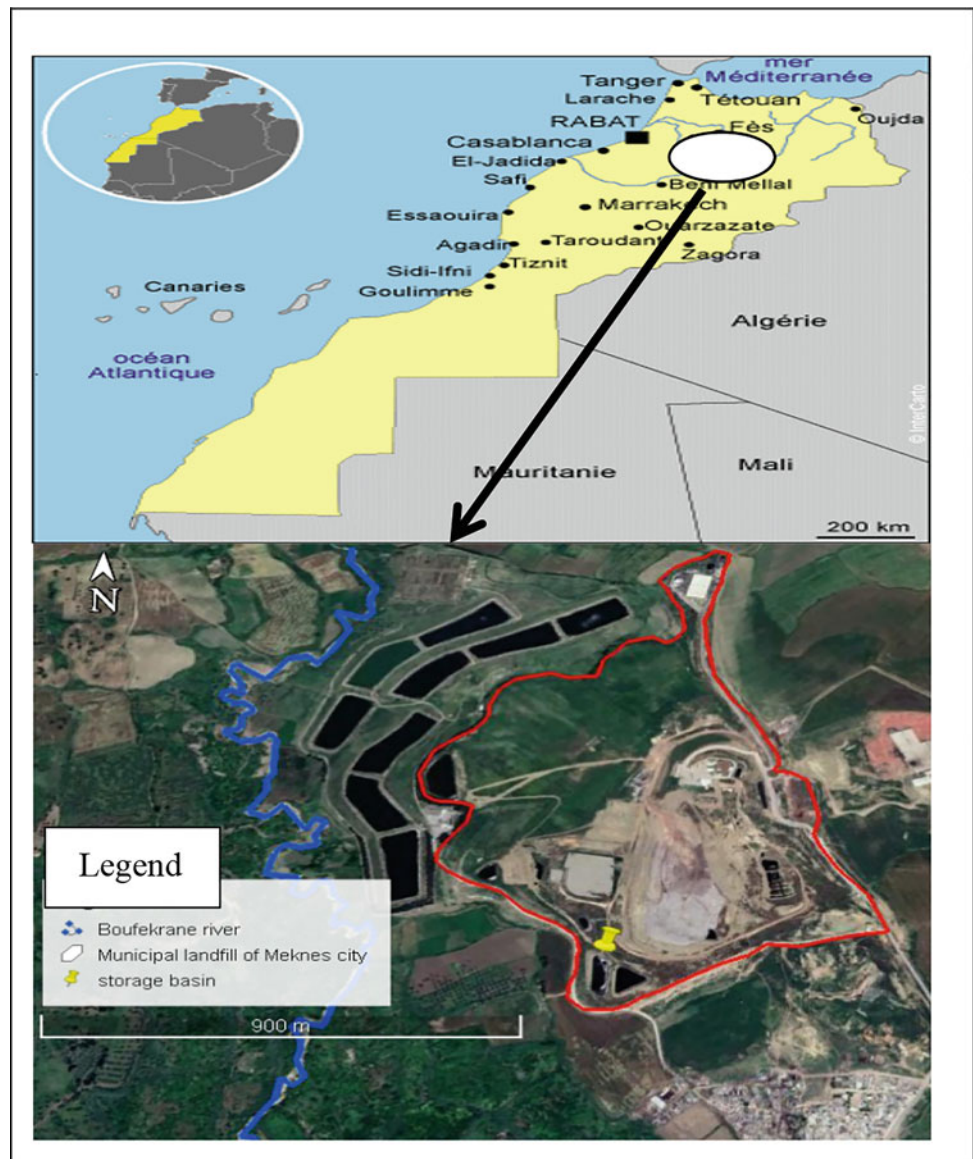 mer
Méditerranée
Tanger
Larache
Tétouan
Oujda
RABAT
Fès
Casablanca
El-Jadida
Safi
Beni Mellal
Essaouira
Marrakech
Ouarzazate
Agadir
Taroudant
Zagora
Tiznit
Sidi-Ifni
Goulimme
Canaries
océan
Atlantique
Algérie
Mauritanie
Mali
© InterCarto
200 km
N
Legend
Boufekrane river
Municipal landfill of Meknes city
storage basin
900 m